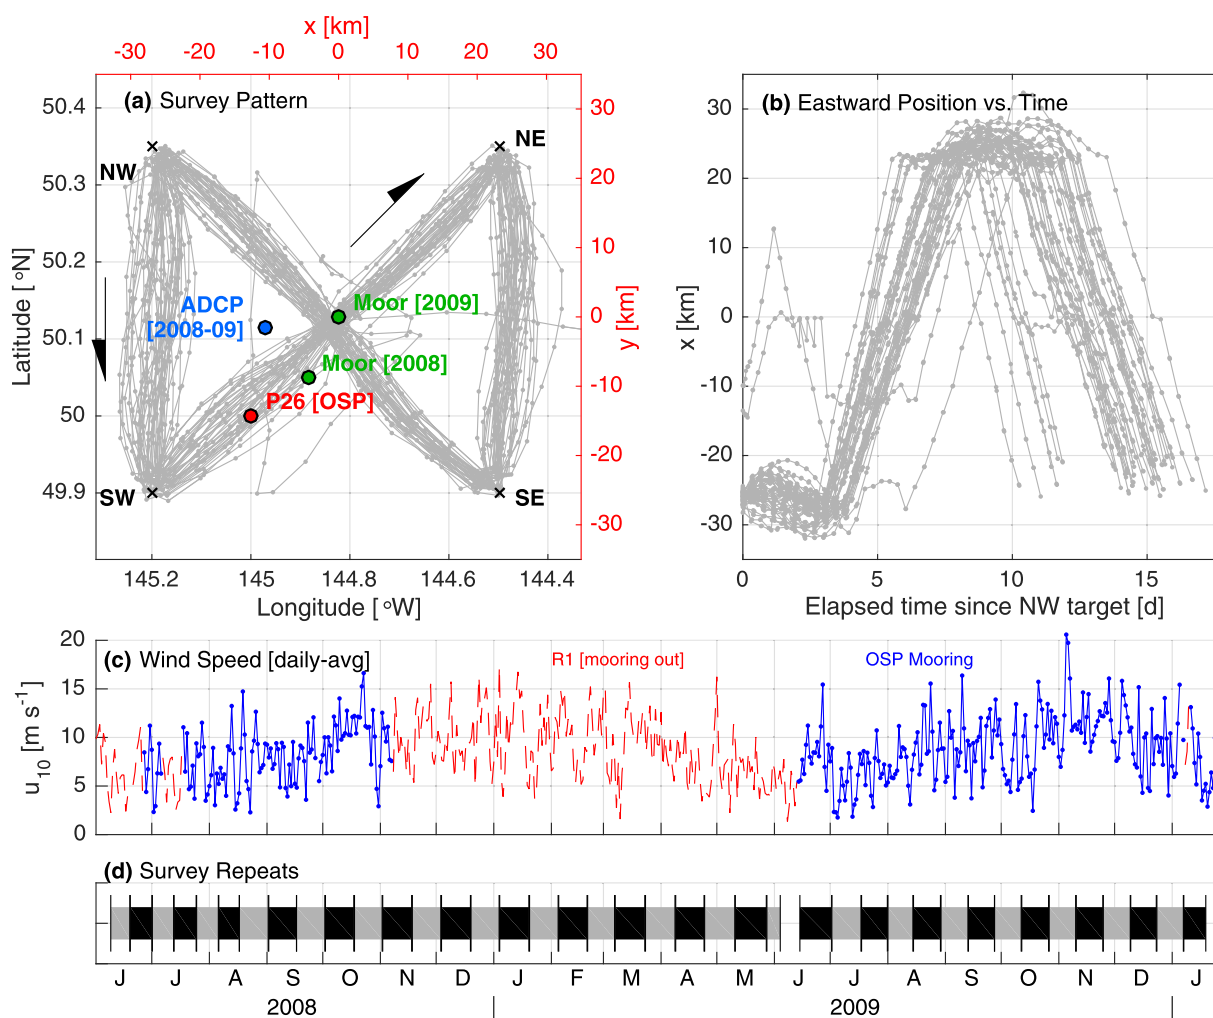 x [km]
-30 -20 -10 0 10 20 30
(a) Survey Pattern
(b) Eastward Position vs. Time
50.4
50.3
50.2
50.1
50
49.9
Latitude [°N]
NW
NE
SW
SE
ADCP
[2008-09]
Moor [2009]
Moor [2008]
P26 [OSP]
30
20
10
0
-10
-20
-30
y [km]
145.2 145 144.8 144.6 144.4
Longitude [°W]
30
20
10
0
-10
-20
-30
x [km]
0 5 10 15
Elapsed time since NW target [d]
(c) Wind Speed [daily-avg]
R1 [mooring out]
OSP Mooring
20
15
10
5
0
u10 [m s-1]
(d) Survey Repeats
J J A S O N D J F M A M J J A S O N D J
2008 2009